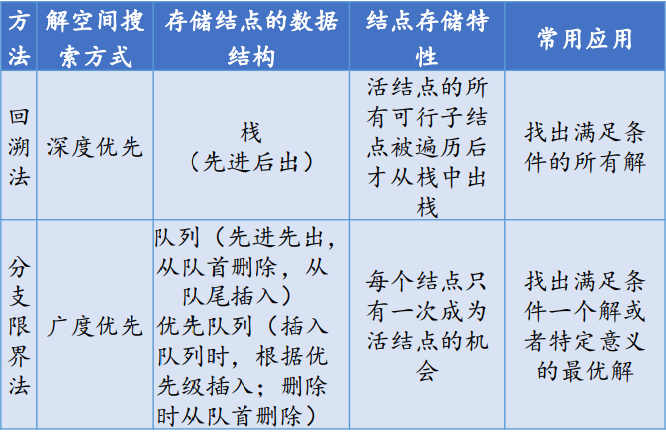 方法
解空间搜索方式
存储结点的数据结构
结点存储特性
常用应用
回溯法
深度优先
栈
（先进后出）
活结点的所
有可行子结
点被遍历后
才从栈中出
栈
找出满足条
件的所有解
分支限界法
广度优先
队列（先进先出，
从队首删除，从
队尾插入）
优先队列（插入
队列时，根据优
先级插入；删除
时从队首删除）
每个结点只
有一次成为
活结点的机
会
找出满足条
件一个解或
者特定意义
的最优解